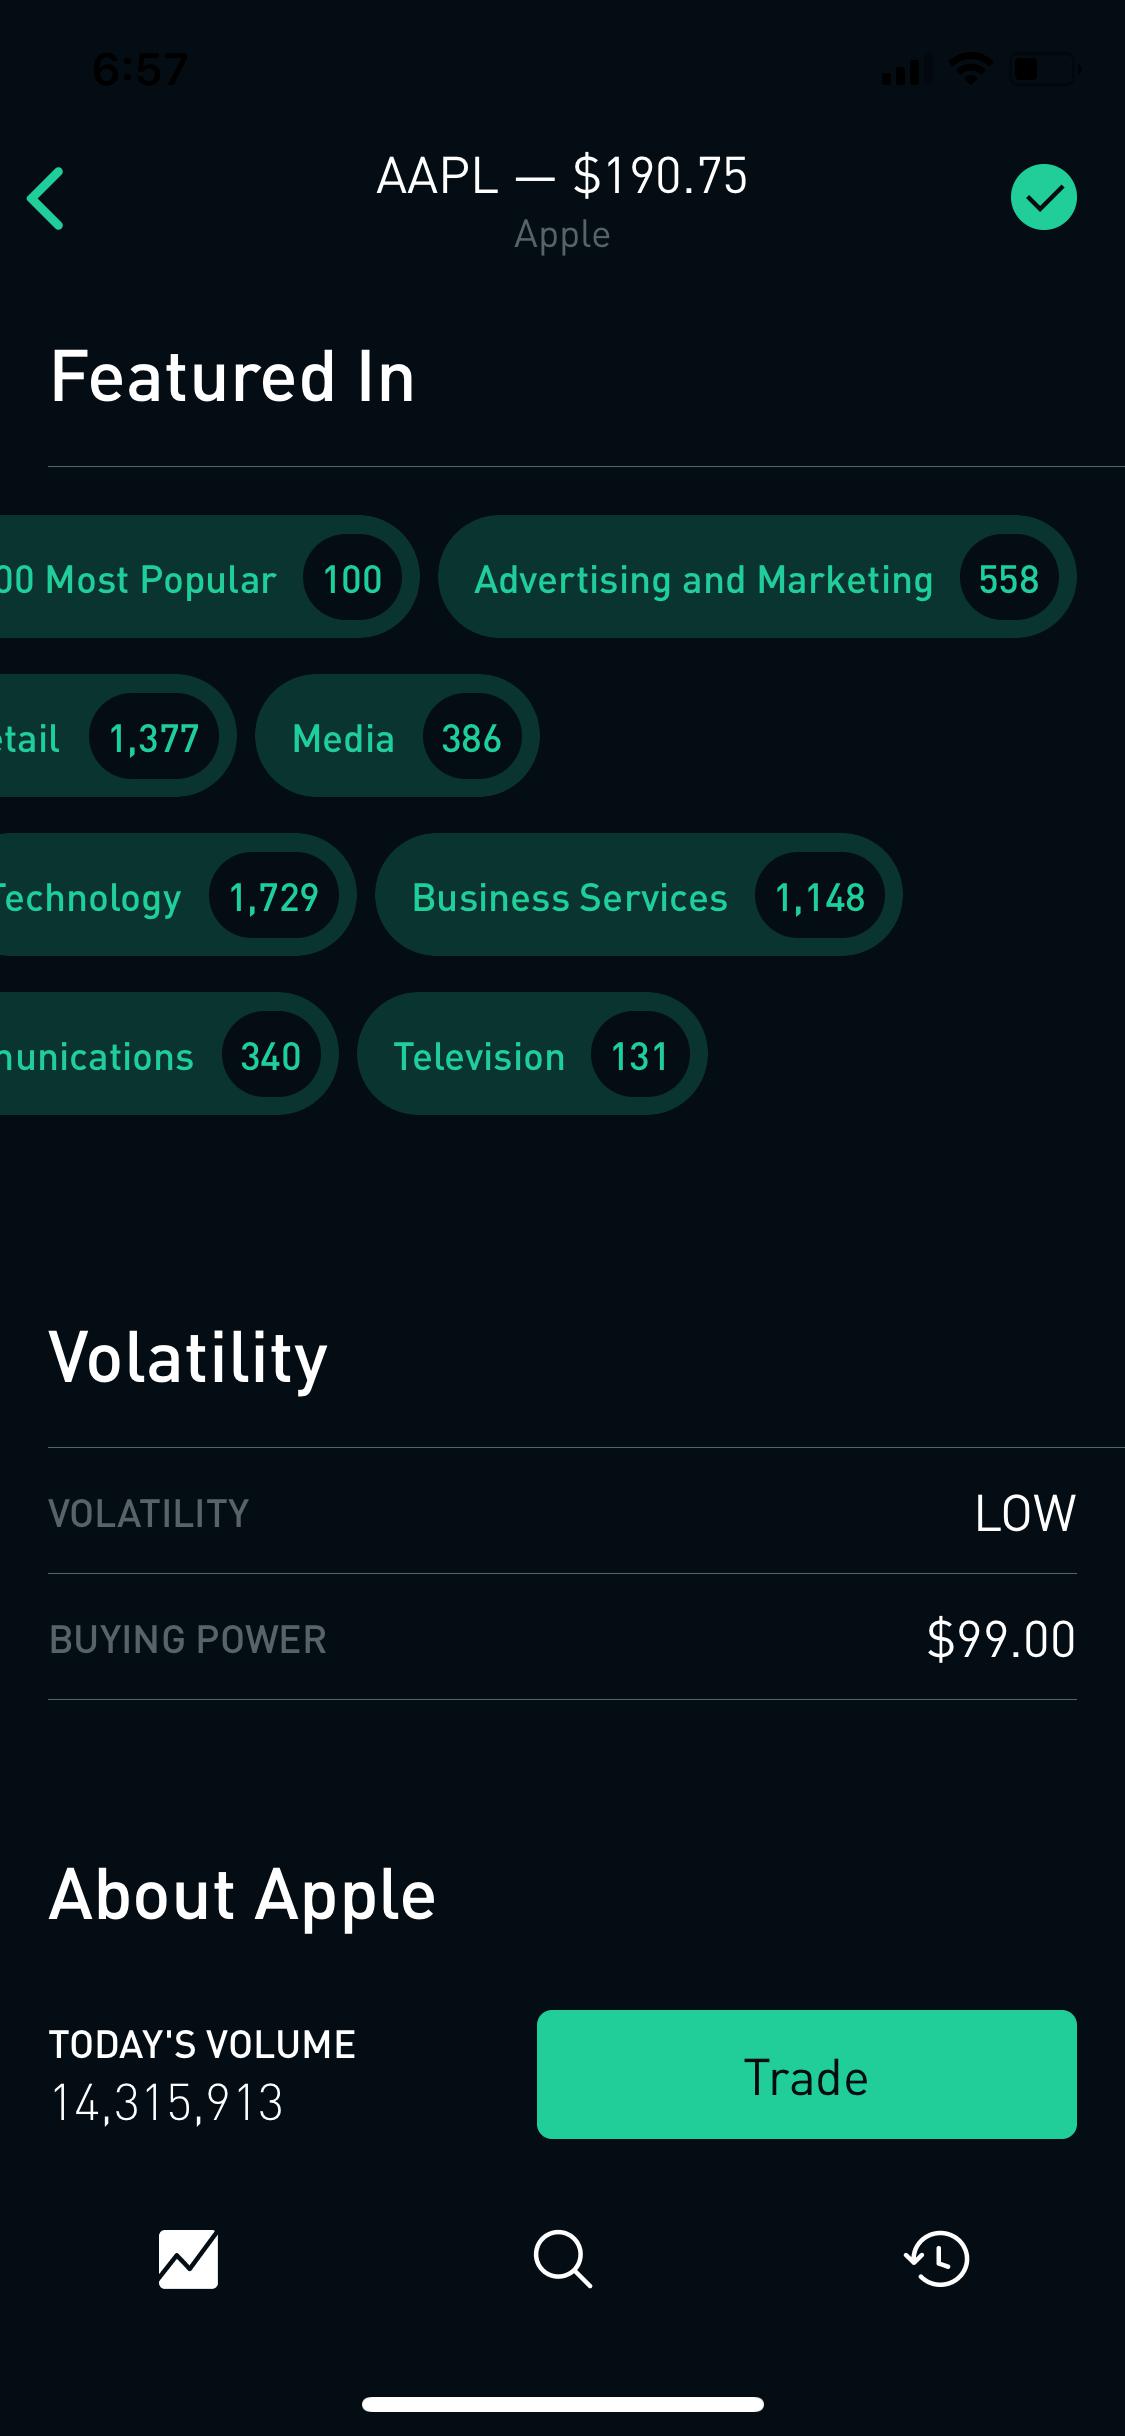 6:57
AAPL — $190.75
Apple
Featured In
00 Most Popular 100 Advertising and Marketing 558
etail 1,377 Media 386
Technology 1,729 Business Services 1,148
munications 340 Television 131
Volatility
VOLATILITY LOW
BUYING POWER $99.00
About Apple
TODAY'S VOLUME
14,315,913
Trade